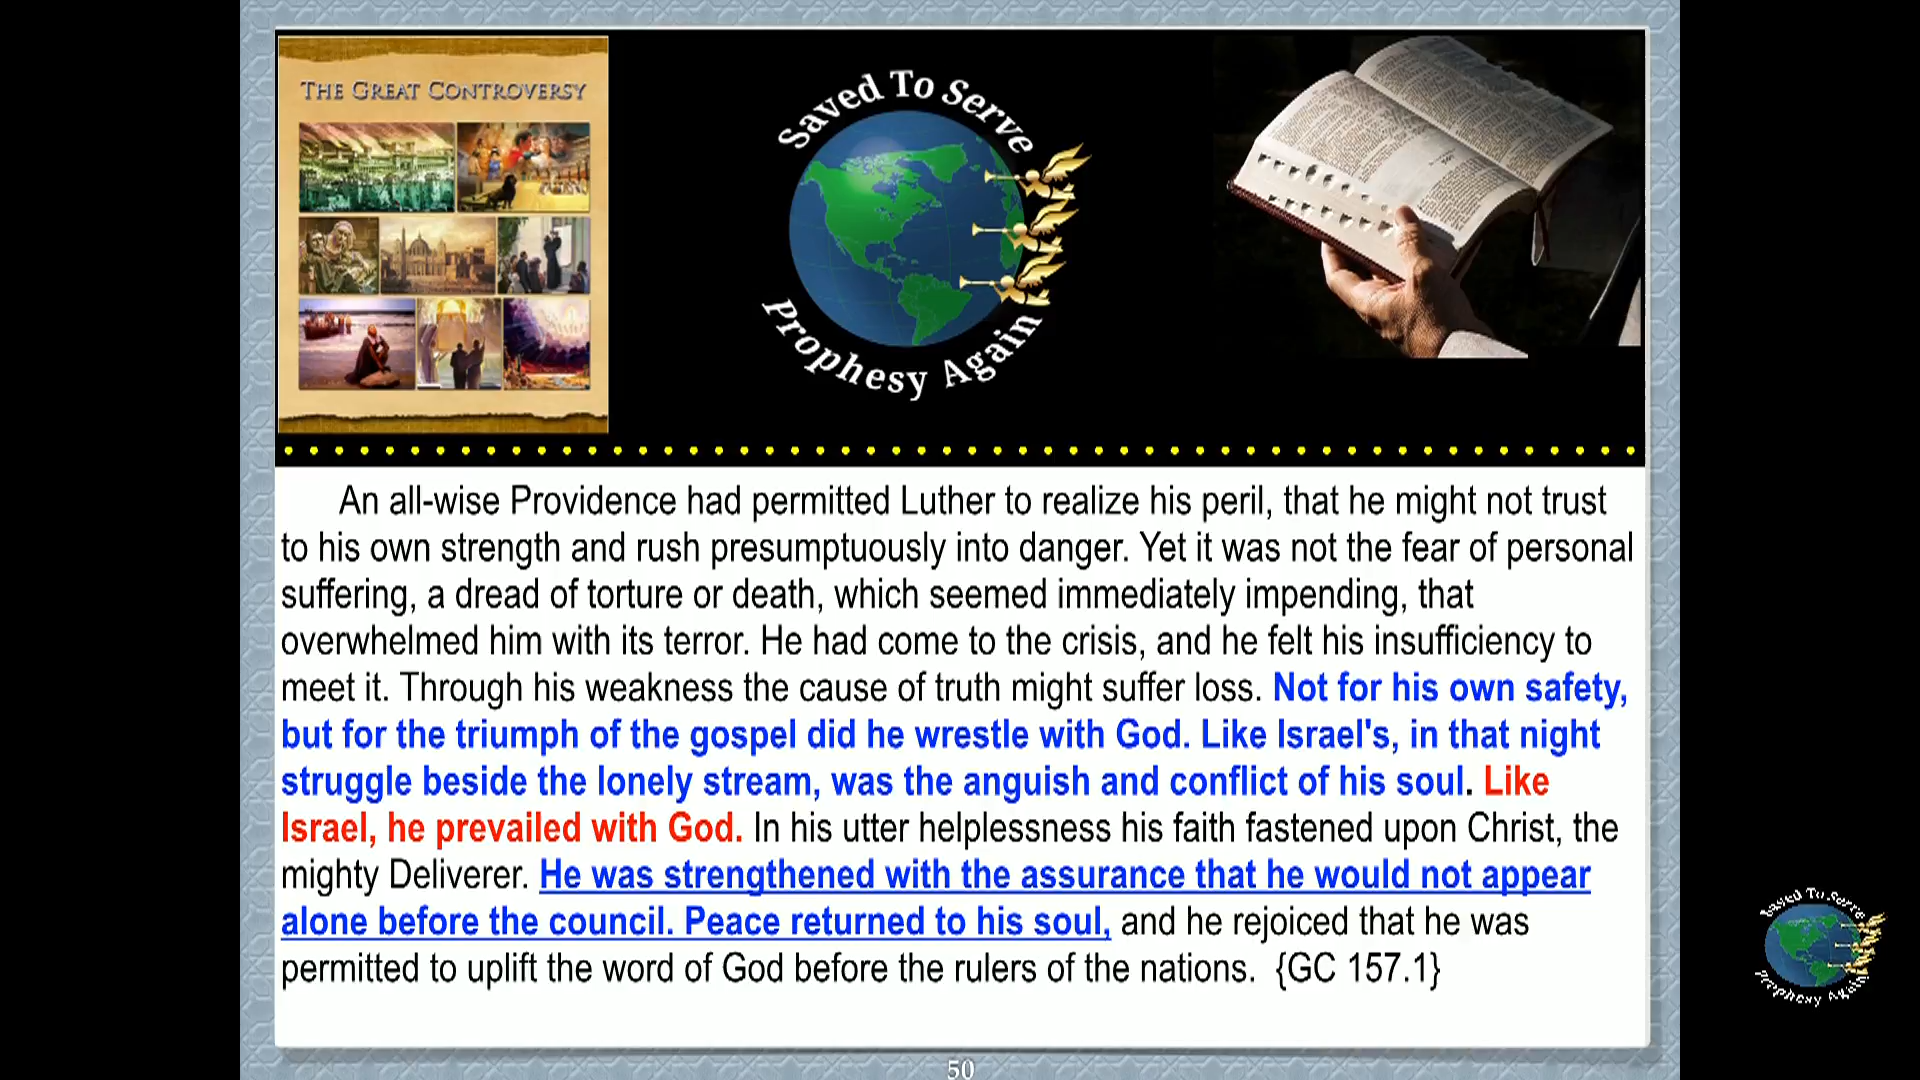 THE GREAT CONTROVERSY
Saved To Serve
Prophesy Again
An all-wise Providence had permitted Luther to realize his peril, that he might not trust
to his own strength and rush presumptuously into danger. Yet it was not the fear of personal
suffering, a dread of torture or death, which seemed immediately impending, that
overwhelmed him with its terror. He had come to the crisis, and he felt his insufficiency to
meet it. Through his weakness the cause of truth might suffer loss. Not for his own safety,
but for the triumph of the gospel did he wrestle with God. Like Israel's, in that night
struggle beside the lonely stream, was the anguish and conflict of his soul. Like
Israel, he prevailed with God. In his utter helplessness his faith fastened upon Christ, the
mighty Deliverer. He was strengthened with the assurance that he would not appear
alone before the council. Peace returned to his soul, and he rejoiced that he was
permitted to uplift the word of God before the rulers of the nations. {GC 157.1}
50
Saved To Serve
Prophesy Again